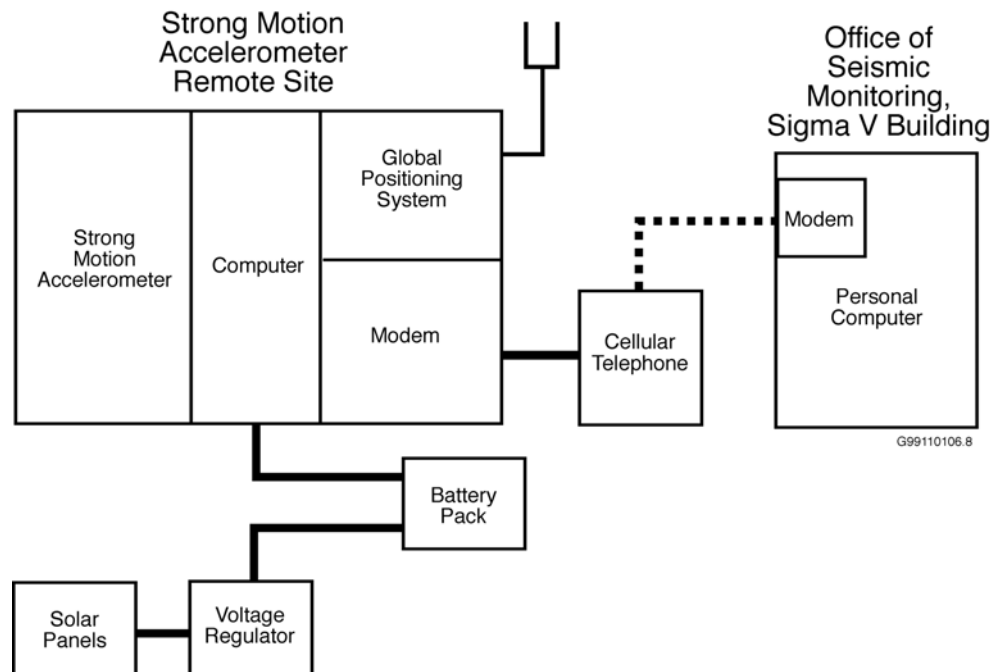 Strong Motion
Accelerometer
Remote Site
Office of
Seismic
Monitoring,
Sigma V Building
Strong
Motion
Accelerometer
Computer
Global
Positioning
System
Modem
Cellular
Telephone
Modem
Personal
Computer
G99110106.8
Battery
Pack
Solar
Panels
Voltage
Regulator